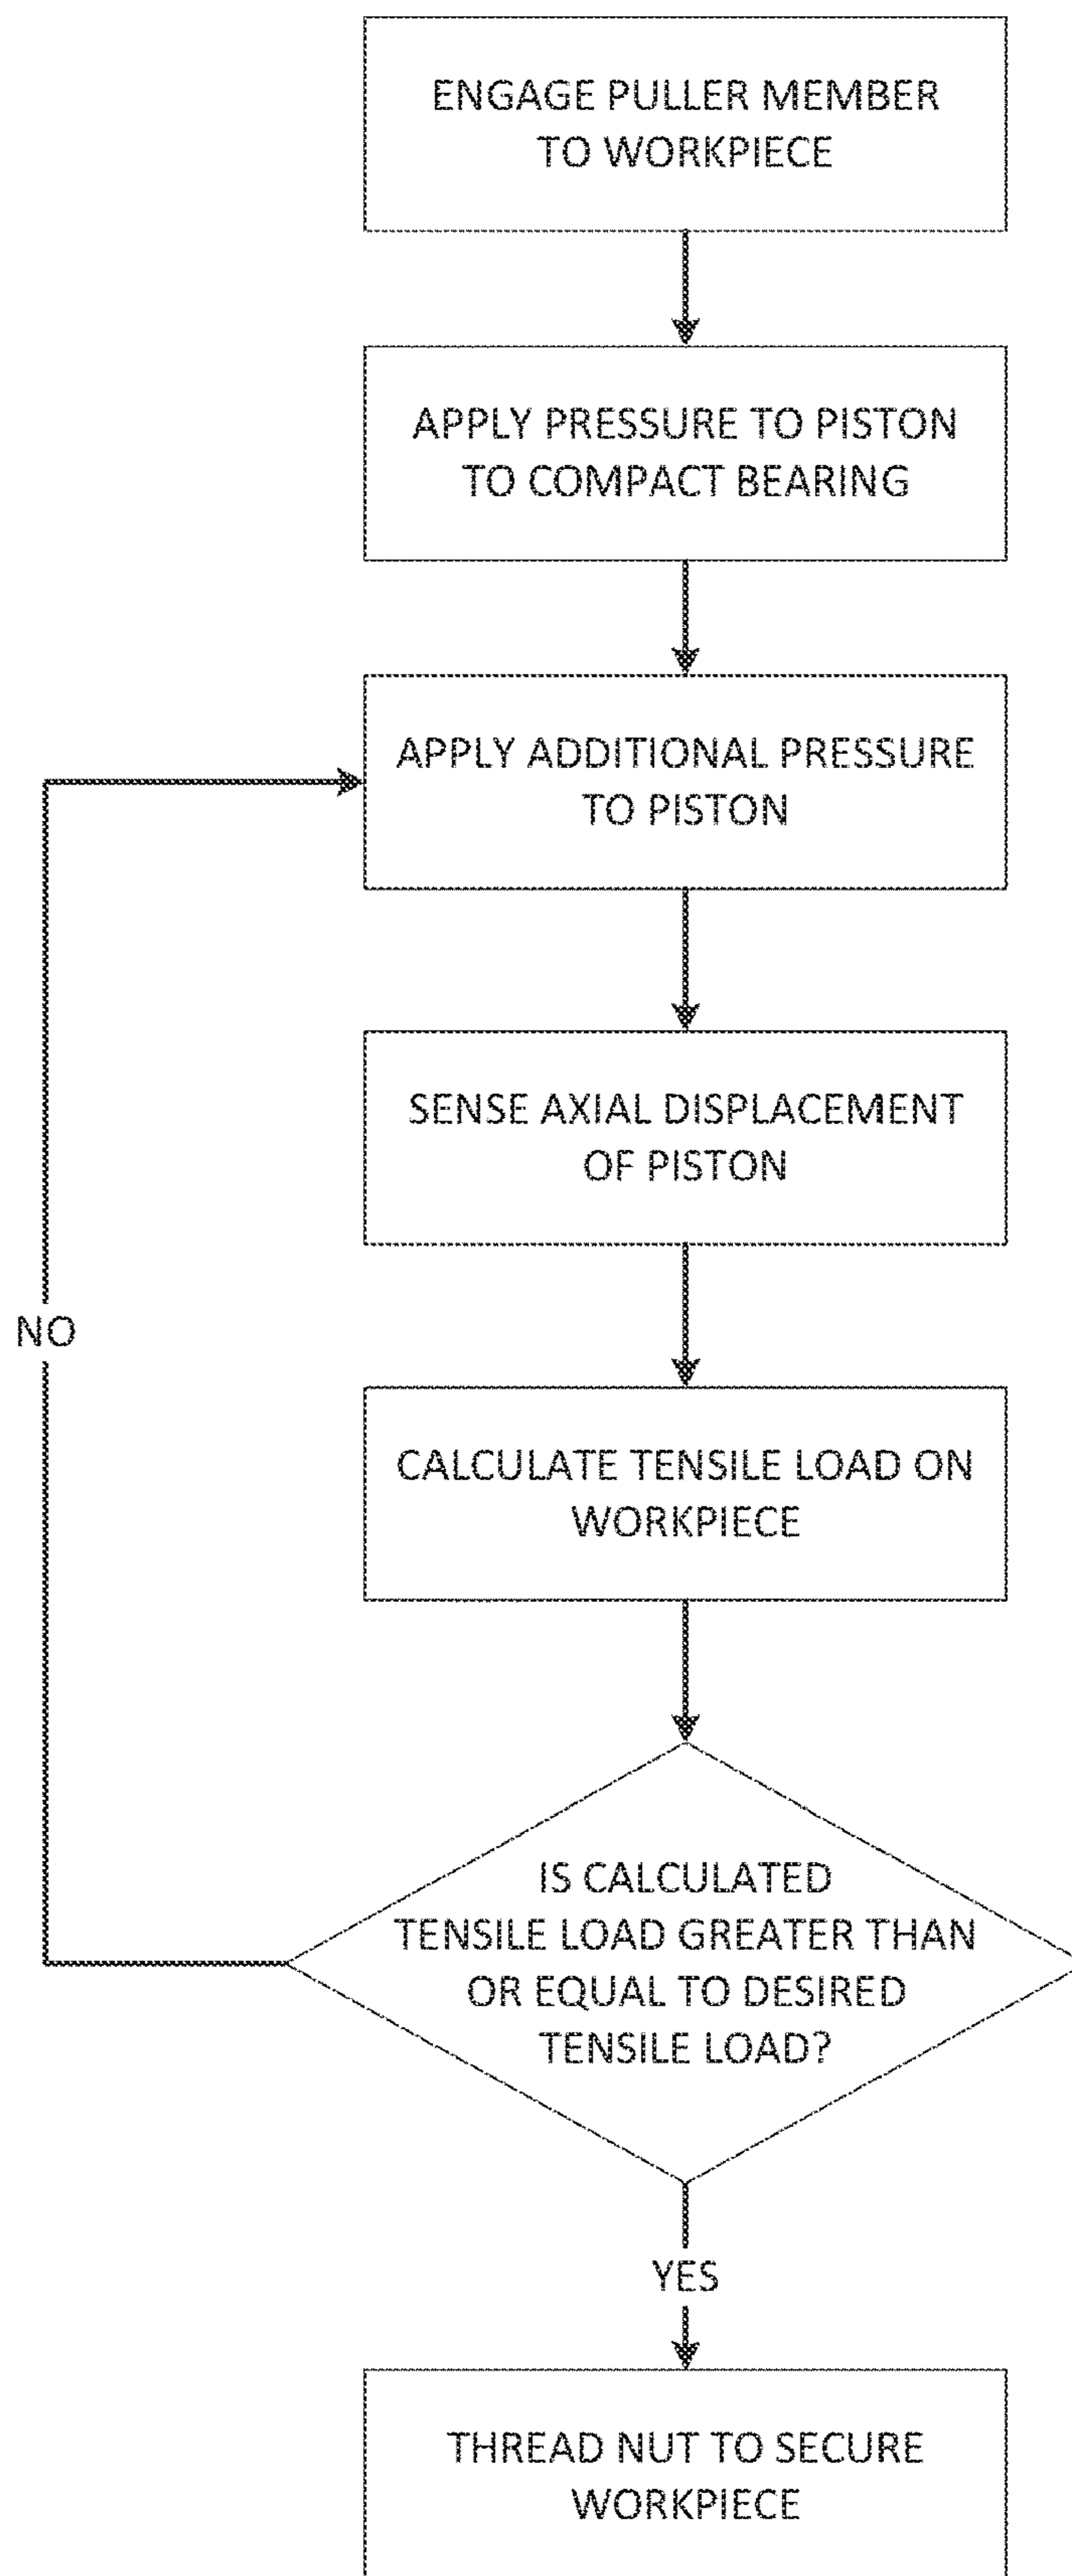 ENGAGE PULLER MEMBER
TO WORKPIECE
APPLY PRESSURE TO PISTON
TO COMPACT BEARING
APPLY ADDITIONAL PRESSURE
TO PISTON
SENSE AXIAL DISPLACEMENT
OF PISTON
NO
CALCULATE TENSILE LOAD ON
WORKPIECE
IS CALCULATED
TENSILE LOAD GREATER THAN
OR EQUAL TO DESIRED
TENSILE LOAD?
YES
THREAD NUT TO SECURE
WORKPIECE